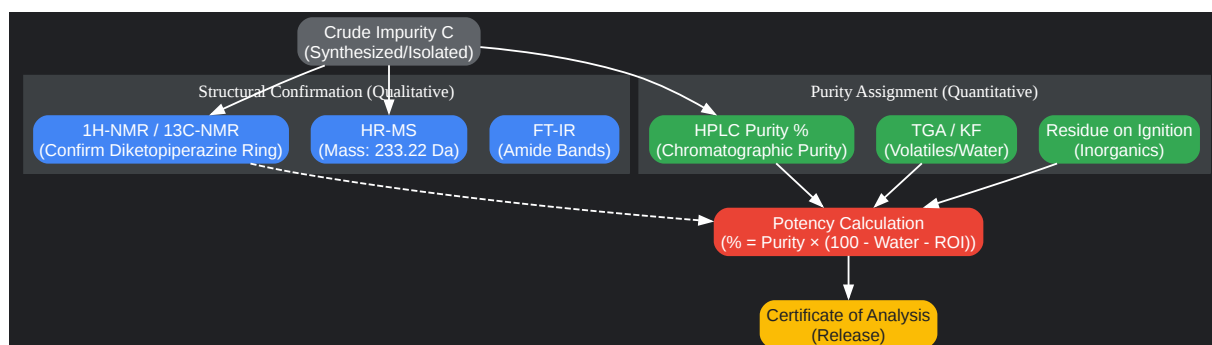 Crude Impurity C
(Synthesized/Isolated)
Structural Confirmation (Qualitative)
Purity Assignment (Quantitative)
1H-NMR / 13C-NMR
(Confirm Diketopiperazine Ring)
HR-MS
(Mass: 233.22 Da)
FT-IR
(Amide Bands)
HPLC Purity %
(Chromatographic Purity)
TGA / KF
(Volatiles/Water)
Residue on Ignition
(Inorganics)
Potency Calculation
(% = Purity × (100 - Water - ROI))
Certificate of Analysis
(Release)